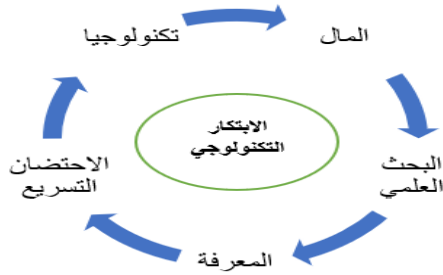 المال
تكنولوجيا
الابتكار
التكنولوجي
البحث
العلمي
الاحتضان
التسريع
المعرفة